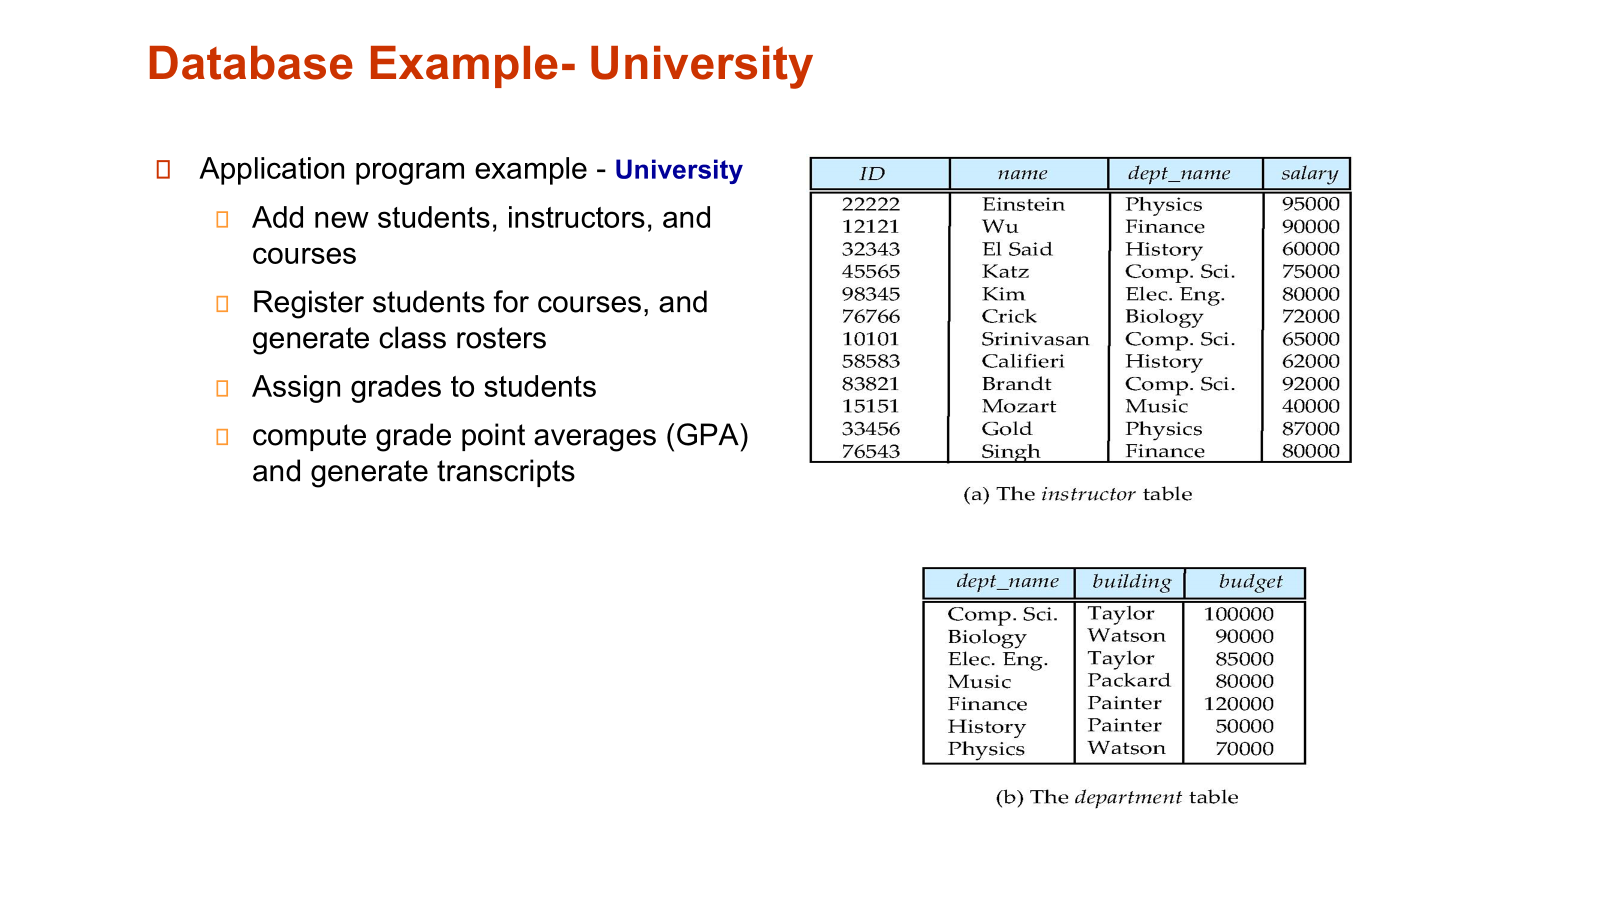 Database Example- University
Application program example - University
Add new students, instructors, and
courses
Register students for courses, and
generate class rosters
Assign grades to students
compute grade point averages (GPA)
and generate transcripts
ID name dept_name salary
22222 Einstein Physics 95000
12121 Wu Finance 90000
32343 El Said History 60000
45565 Katz Comp. Sci. 75000
98345 Kim Elec. Eng. 80000
76766 Crick Biology 72000
10101 Srinivasan Comp. Sci. 65000
58583 Califieri History 62000
83821 Brandt Comp. Sci. 92000
15151 Mozart Music 40000
33456 Gold Physics 87000
76543 Singh Finance 80000
(a) The instructor table
dept_name building budget
Comp. Sci. Taylor 100000
Biology Watson 90000
Elec. Eng. Taylor 85000
Music Packard 80000
Finance Painter 120000
History Painter 50000
Physics Watson 70000
(b) The department table